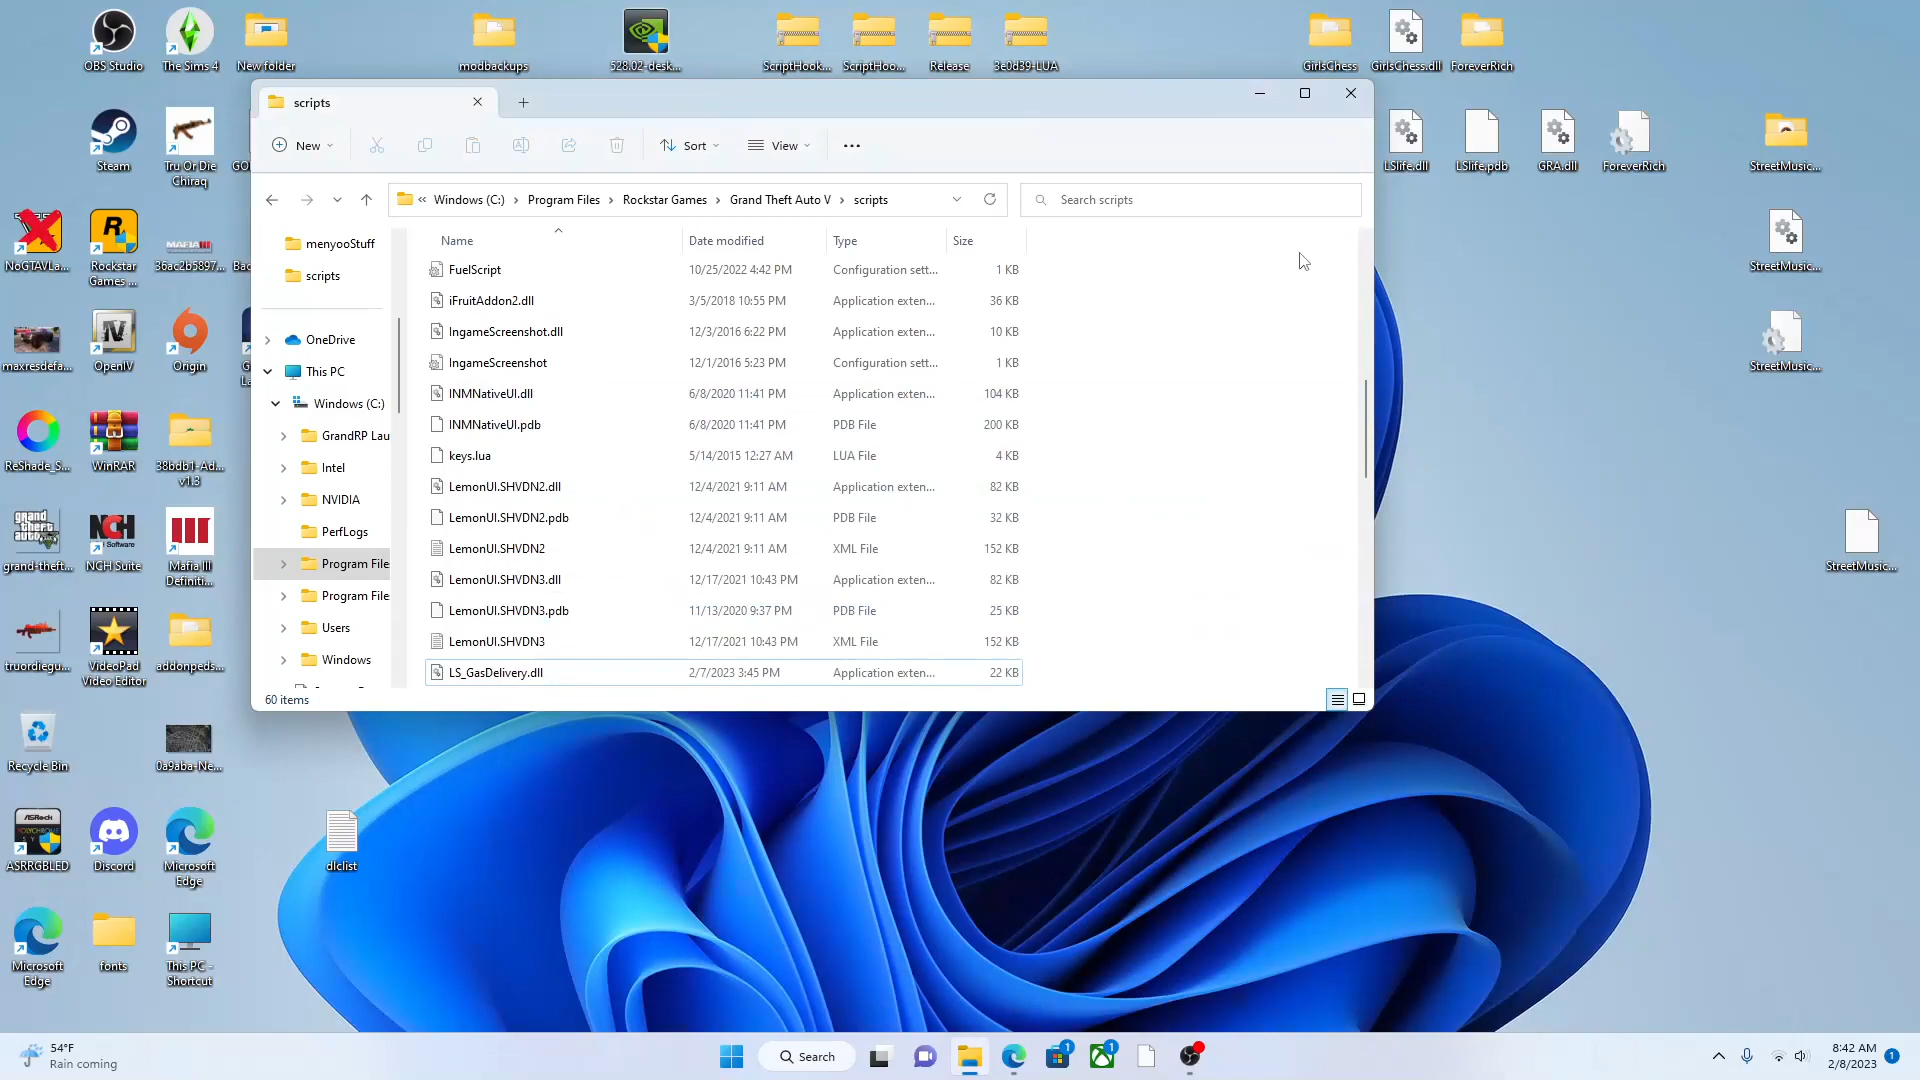 OBS Studio
The Sims 4
New folder
modbackups
528.02-desk...
ScriptHook...
ScriptHoo...
Release
3e0d39-LUA
GirlsChess
GirlsChess.dll
ForeverRich
scripts
New
Sort
View
Steam
Tru Or Die
Chiraq
LSlife.dll
LSlife.pdb
GRA.dll
ForeverRich
StreetMusic...
« Windows (C:) › Program Files › Rockstar Games › Grand Theft Auto V › scripts
Search scripts
menyooStuff
scripts
OneDrive
This PC
Windows (C:)
GrandRP Lau
Intel
NVIDIA
PerfLogs
Program File
Program File
Users
Windows
Name Date modified Type Size
FuelScript 10/25/2022 4:42 PM Configuration sett... 1 KB
iFruitAddon2.dll 3/5/2018 10:55 PM Application exten... 36 KB
IngameScreenshot.dll 12/3/2016 6:22 PM Application exten... 10 KB
IngameScreenshot 12/1/2016 5:23 PM Configuration sett... 1 KB
INMNativeUI.dll 6/8/2020 11:41 PM Application exten... 104 KB
INMNativeUI.pdb 6/8/2020 11:41 PM PDB File 200 KB
keys.lua 5/14/2015 12:27 AM LUA File 4 KB
LemonUI.SHVDN2.dll 12/4/2021 9:11 AM Application exten... 82 KB
LemonUI.SHVDN2.pdb 12/4/2021 9:11 AM PDB File 32 KB
LemonUI.SHVDN2 12/4/2021 9:11 AM XML File 152 KB
LemonUI.SHVDN3.dll 12/17/2021 10:43 PM Application exten... 82 KB
LemonUI.SHVDN3.pdb 11/13/2020 9:37 PM PDB File 25 KB
LemonUI.SHVDN3 12/17/2021 10:43 PM XML File 152 KB
LS_GasDelivery.dll 2/7/2023 3:45 PM Application exten... 22 KB
60 items
NoGTAVLa...
Rockstar
Games ...
MAFIA III
36ac2b5897...
StreetMusic...
maxresdefa...
OpenIV
Origin
StreetMusic...
ReShade_S...
WinRAR
38bdb1-Ad...
v1.3
grand theft
grand-theft...
NCH
Software
NCH Suite
Mafia III
Definiti...
StreetMusic...
truordiegu...
VideoPad
Video Editor
addonpeds...
Recycle Bin
0a9aba-Ne...
ASRock
ASRRGBLED
Discord
Microsoft
Edge
dlclist
Microsoft
Edge
fonts
This PC -
Shortcut
54°F
Rain coming
Search
1
1
8:42 AM
2/8/2023
1